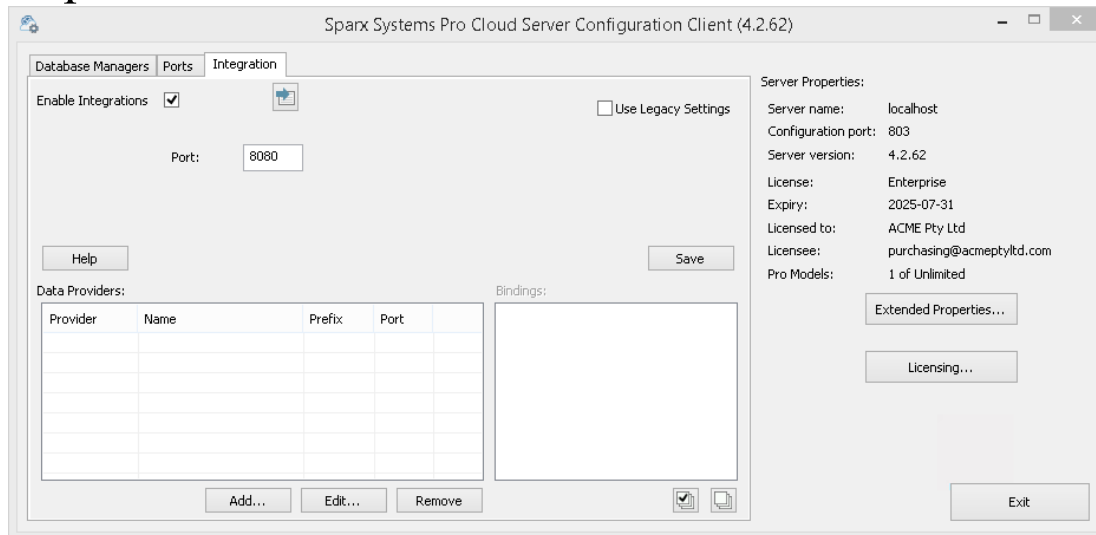 Sparx Systems Pro Cloud Server Configuration Client (4.2.62)
Database Managers Ports Integration
Enable Integrations
Use Legacy Settings
Port: 8080
Help
Save
Data Providers:
Provider Name Prefix Port
Bindings:
Add... Edit... Remove
Server Properties:
Server name: localhost
Configuration port: 803
Server version: 4.2.62
License: Enterprise
Expiry: 2025-07-31
Licensed to: ACME Pty Ltd
Licensee: purchasing@acmeptyltd.com
Pro Models: 1 of Unlimited
Extended Properties...
Licensing...
Exit